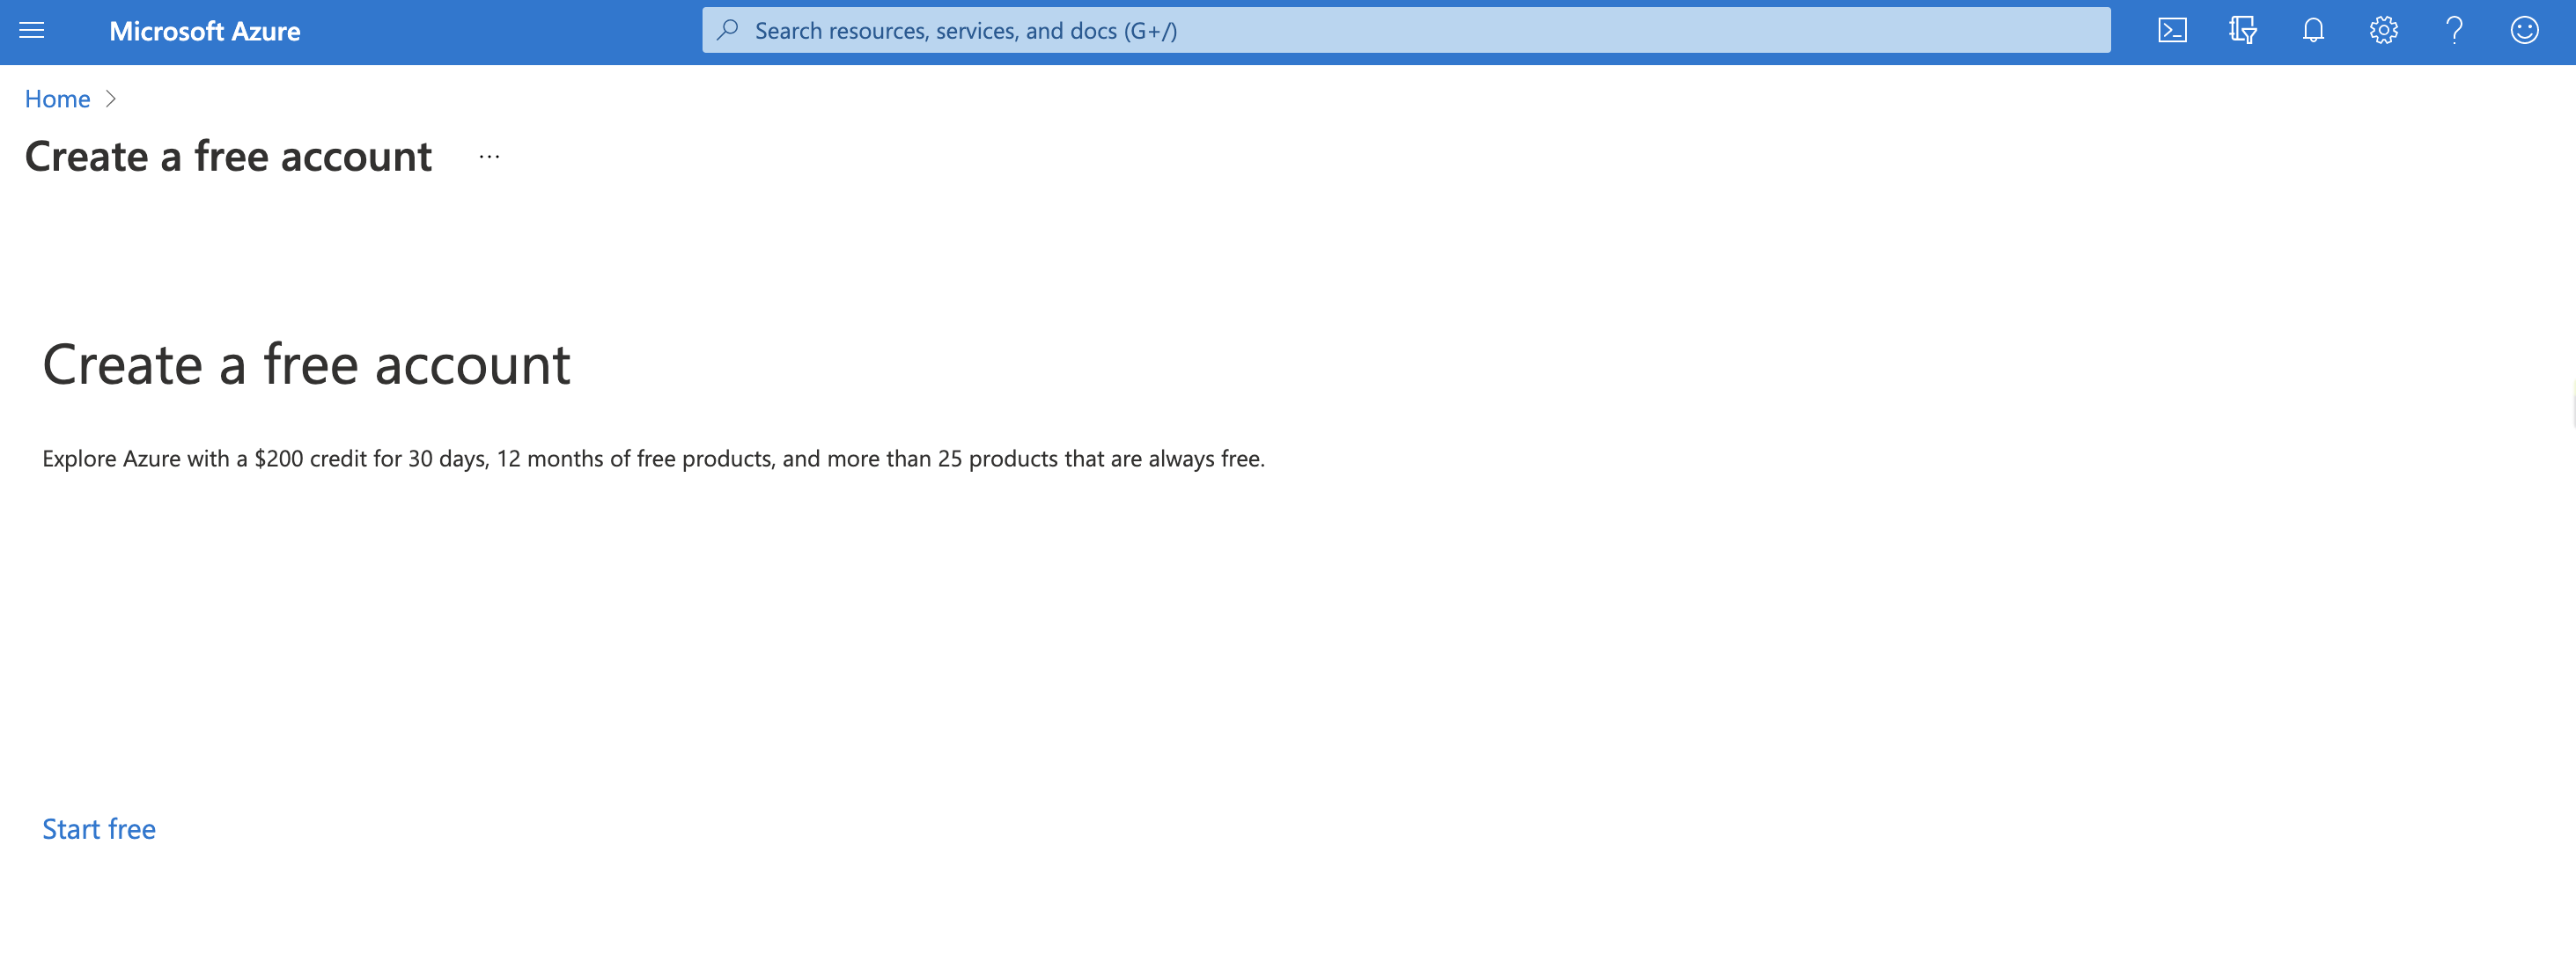 Microsoft Azure
Search resources, services, and docs (G+/)
Home
Create a free account
Create a free account
Explore Azure with a $200 credit for 30 days, 12 months of free products, and more than 25 products that are always free.
Start free